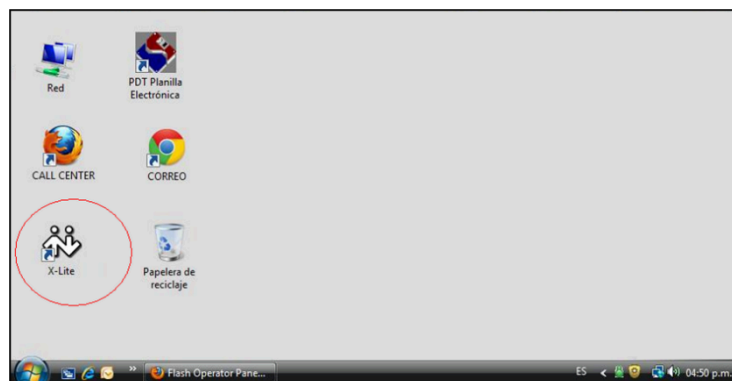 Red
PDT Planilla
Electrónica
CALL CENTER
CORREO
X-Lite
Papelera de
reciclaje
Flash Operator Pane...
ES
04:50 p.m.